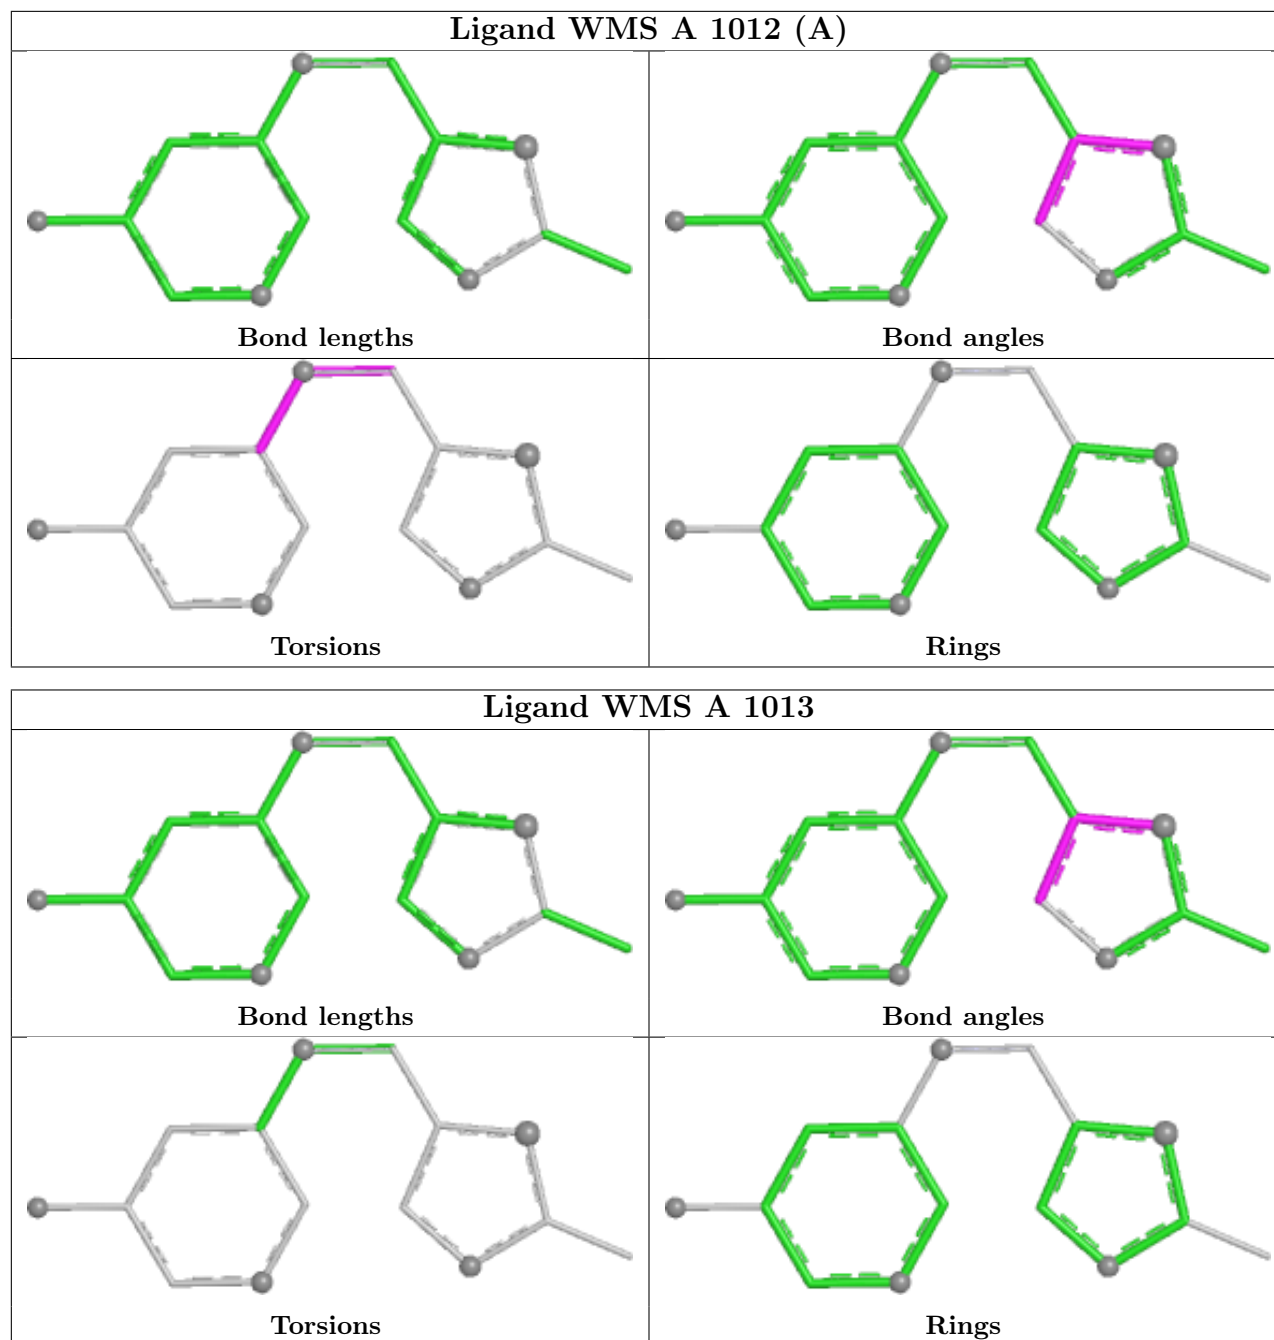 Ligand WMS A 1012 (A)
Bond lengths
Bond angles
Torsions
Rings
Ligand WMS A 1013
Bond lengths
Bond angles
Torsions
Rings